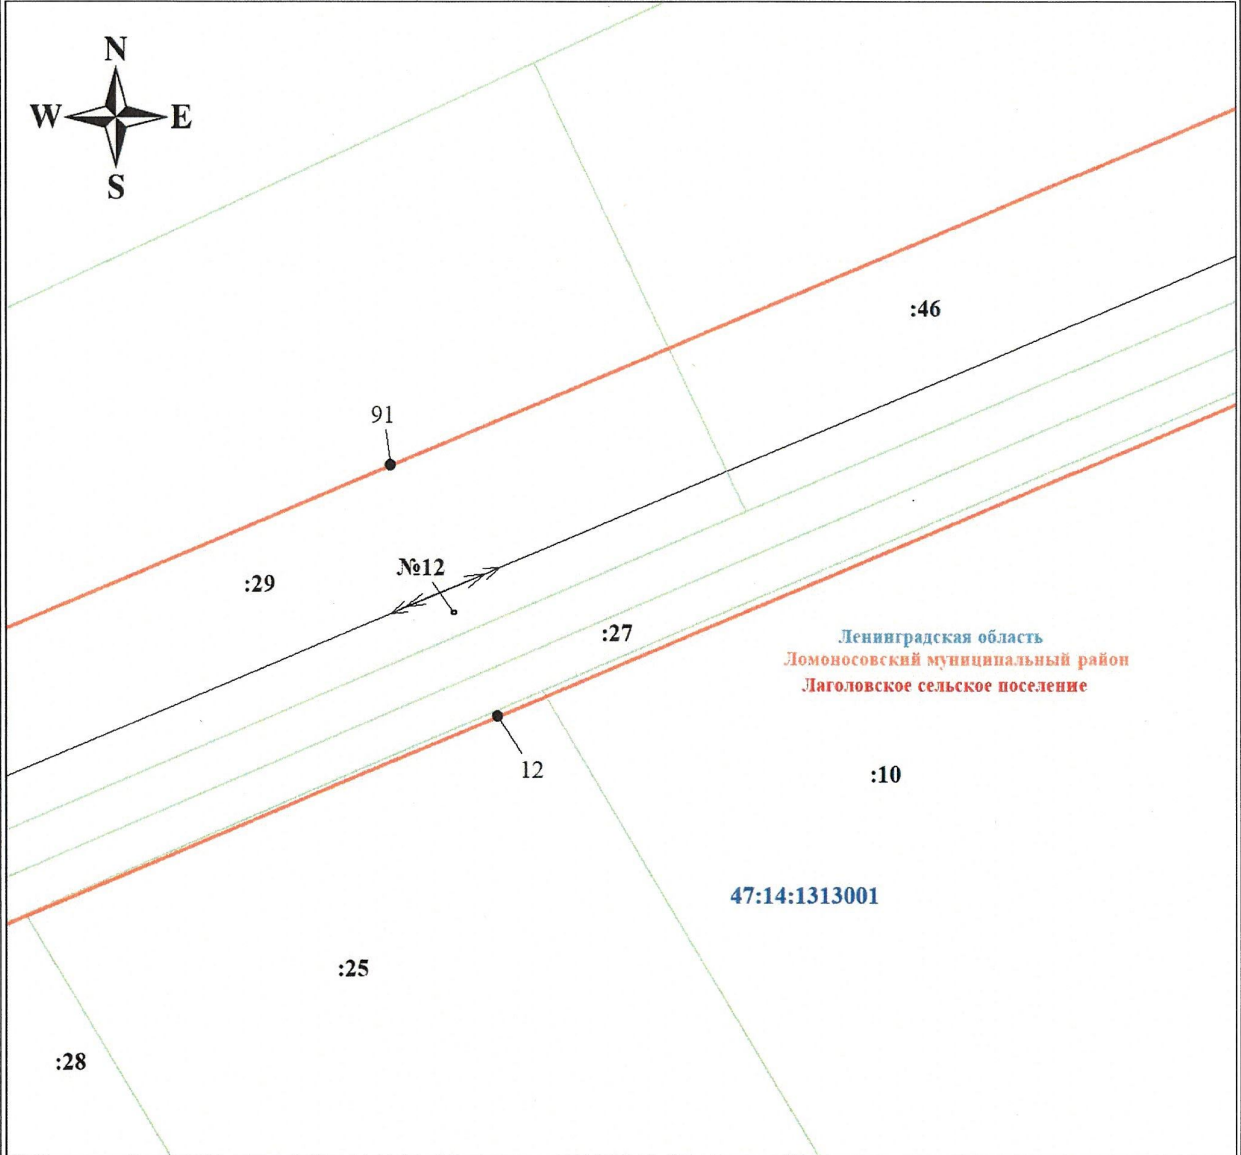 N
W E
S
:46
91
№12
:29
:27
Ленинградская область
Ломоносовский муниципальный район
Лаголовское сельское поселение
12
:10
47:14:1313001
:25
:28